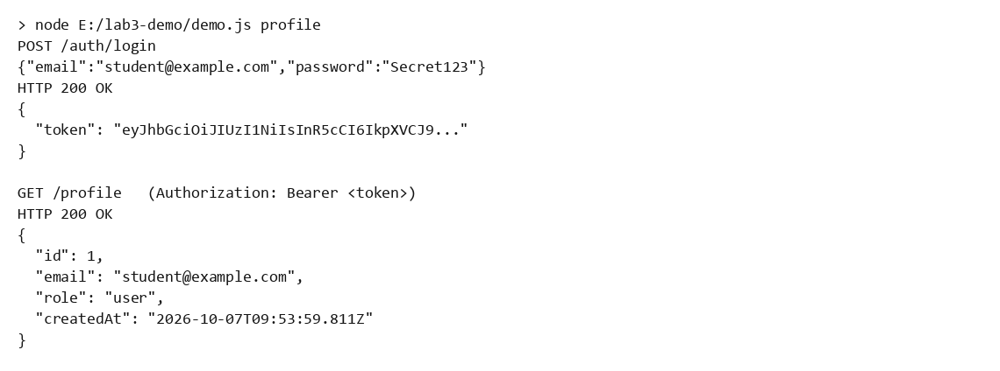 > node E:/lab3-demo/demo.js profile
POST /auth/login
{"email":"student@example.com","password":"Secret123"}
HTTP 200 OK
{
  "token": "eyJhbGciOiJIUzI1NiIsInR5cCI6IkpXVCJ9..."
}

GET /profile   (Authorization: Bearer <token>)
HTTP 200 OK
{
  "id": 1,
  "email": "student@example.com",
  "role": "user",
  "createdAt": "2026-10-07T09:53:59.811Z"
}